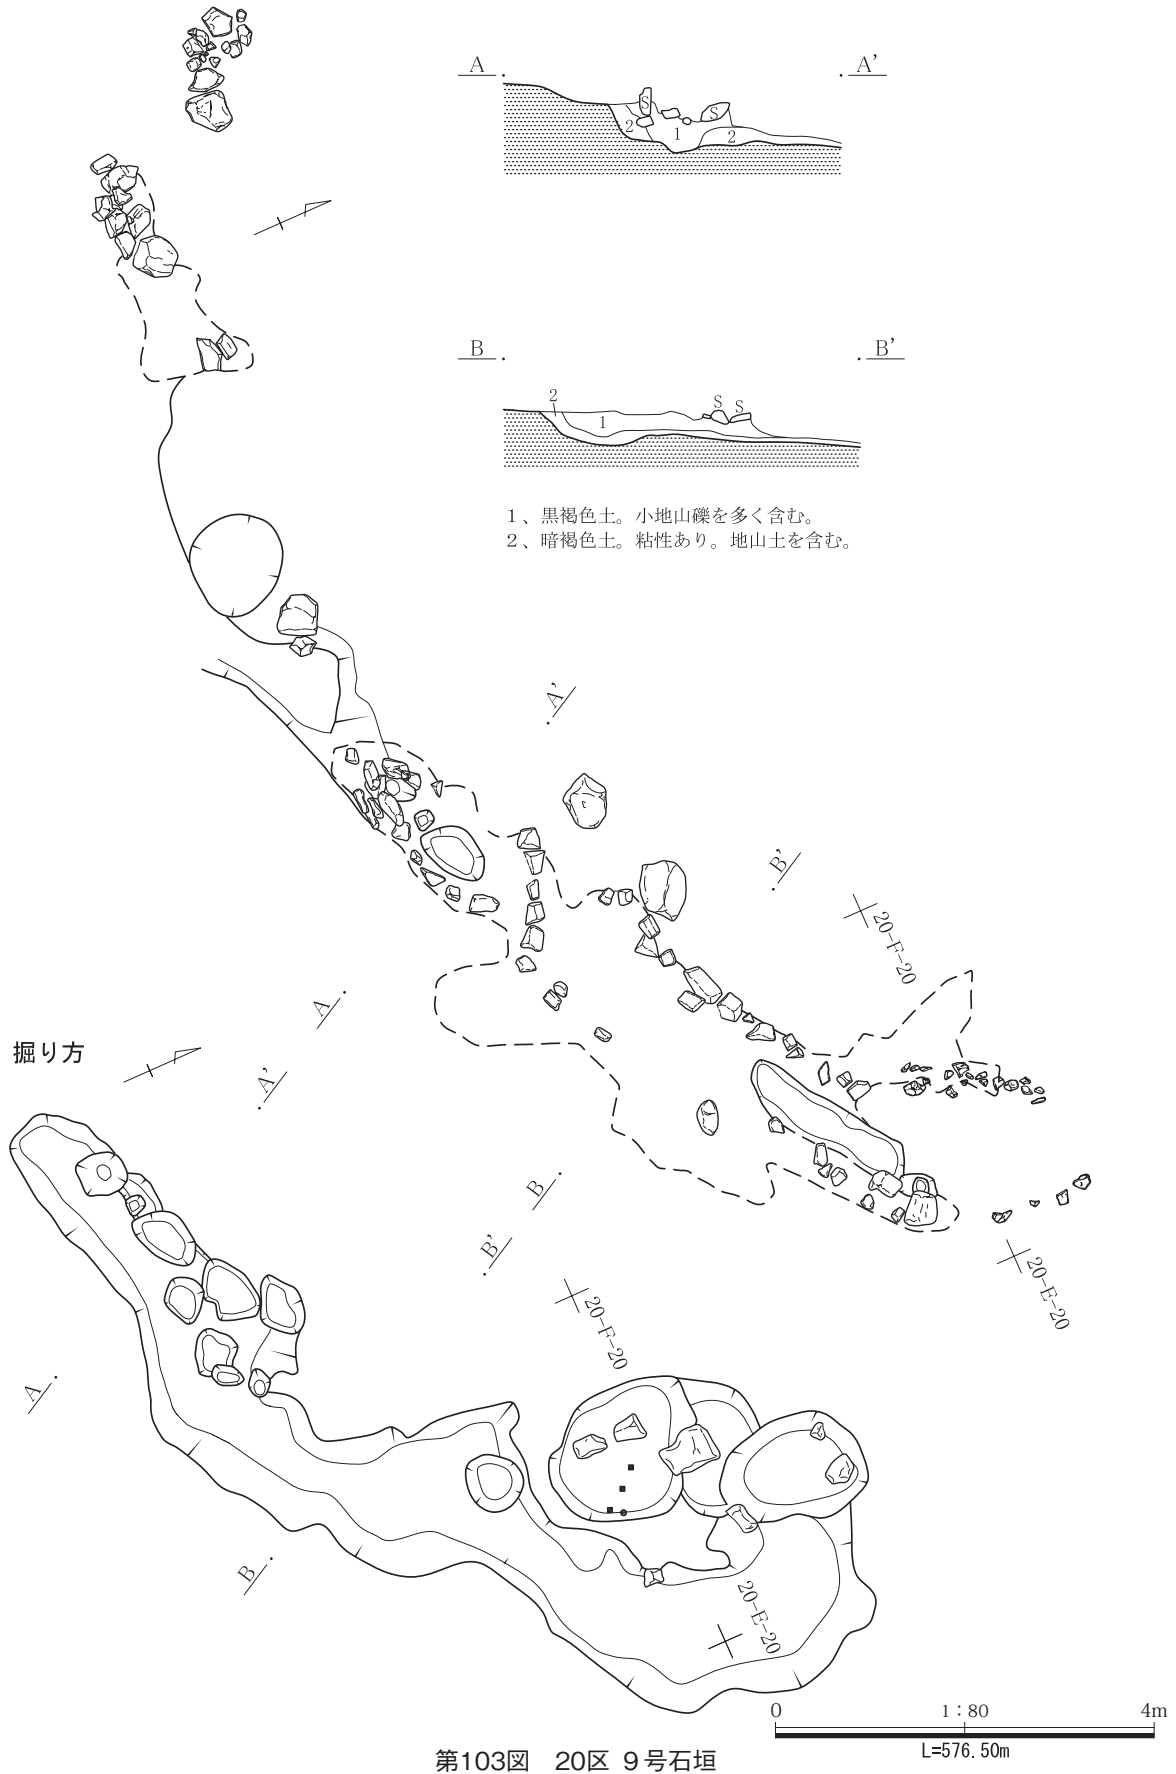 A A’
S S
2 1 2
B B’
2 S S
1
1、黒褐色土。小地山礫を多く含む。
2、暗褐色土。粘性あり。地山土を含む。
A’
B’
20-F-20
A
掘り方
A’
B
B’
20-E-20
20-F-20
A
B
20-E-20
0 1：80 4m
L=576.50m
第103図 20区 9号石垣